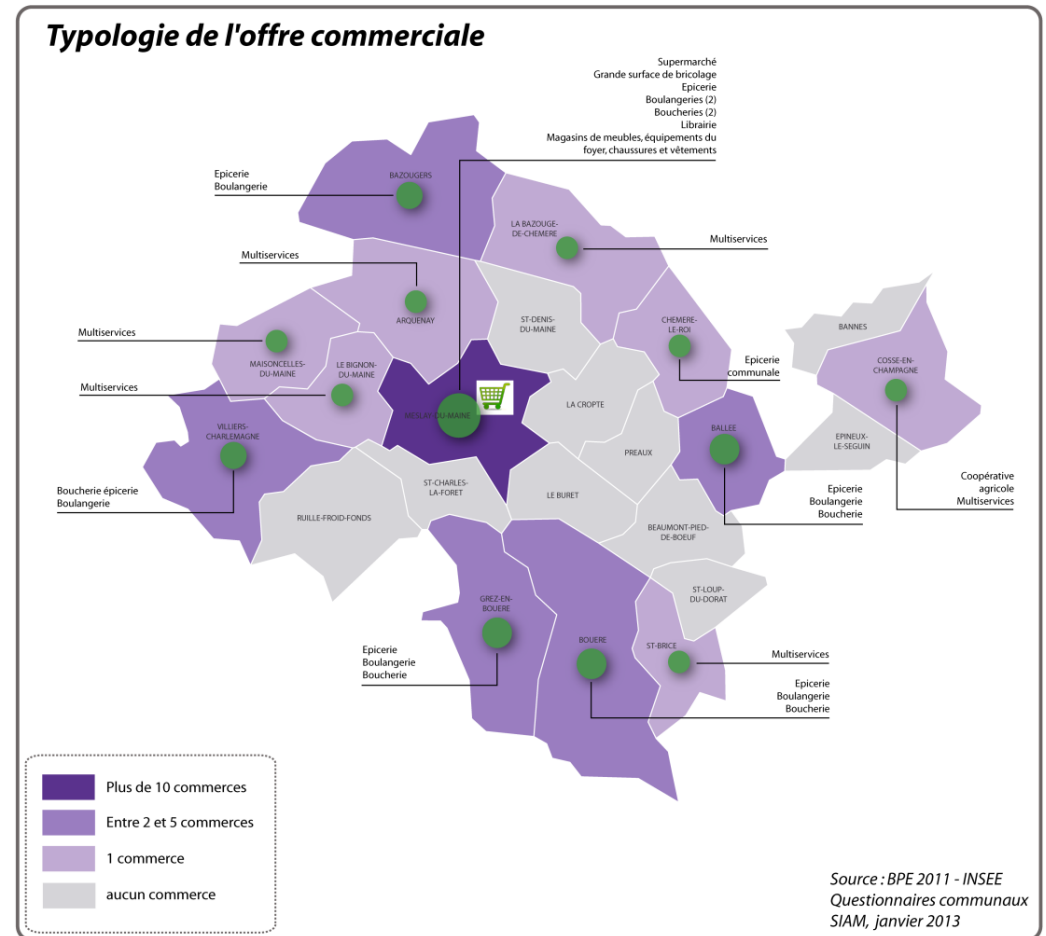 Typologie de l'offre commerciale
Supermarché
Grande surface de bricolage
Epicerie
Boulangeries (2)
Boucheries (2)
Librairie
Magasins de meubles, équipements du
foyer, chaussures et vêtements
BAZOUGERS
Epicerie
Boulangerie
LA BAZOUGE-
DE-CHEMERE
Multiservices
Multiservices
ARQUENAY
ST-DENIS-
DU-MAINE
CHEMERE-
LE-ROI
BANNES
Multiservices
MAISONCELLES-
DU-MAINE
LE BIGNON-
DU-MAINE
Epicerie
communale
COSSE-EN-
CHAMPAGNE
Multiservices
MESLAY-DU-MAINE
LA CROPTE
VILLIERS-
CHARLEMAGNE
BALLEE
EPINEUX-
LE-SEGUIN
PREAUX
Boucherie épicerie
Boulangerie
ST-CHARLES-
LA-FORET
LE BURET
Epicerie
Boulangerie
Boucherie
Coopérative
agricole
Multiservices
RUILLE-FROID-FONDS
BEAUMONT-PIED-
DE-BOEUF
ST-LOUP-
DU-DORAT
GREZ-EN-
BOUERE
BOUERE
ST-BRICE
Epicerie
Boulangerie
Boucherie
Multiservices
Epicerie
Boulangerie
Boucherie
Plus de 10 commerces
Entre 2 et 5 commerces
1 commerce
aucun commerce
Source : BPE 2011 - INSEE
Questionnaires communaux
SIAM, janvier 2013